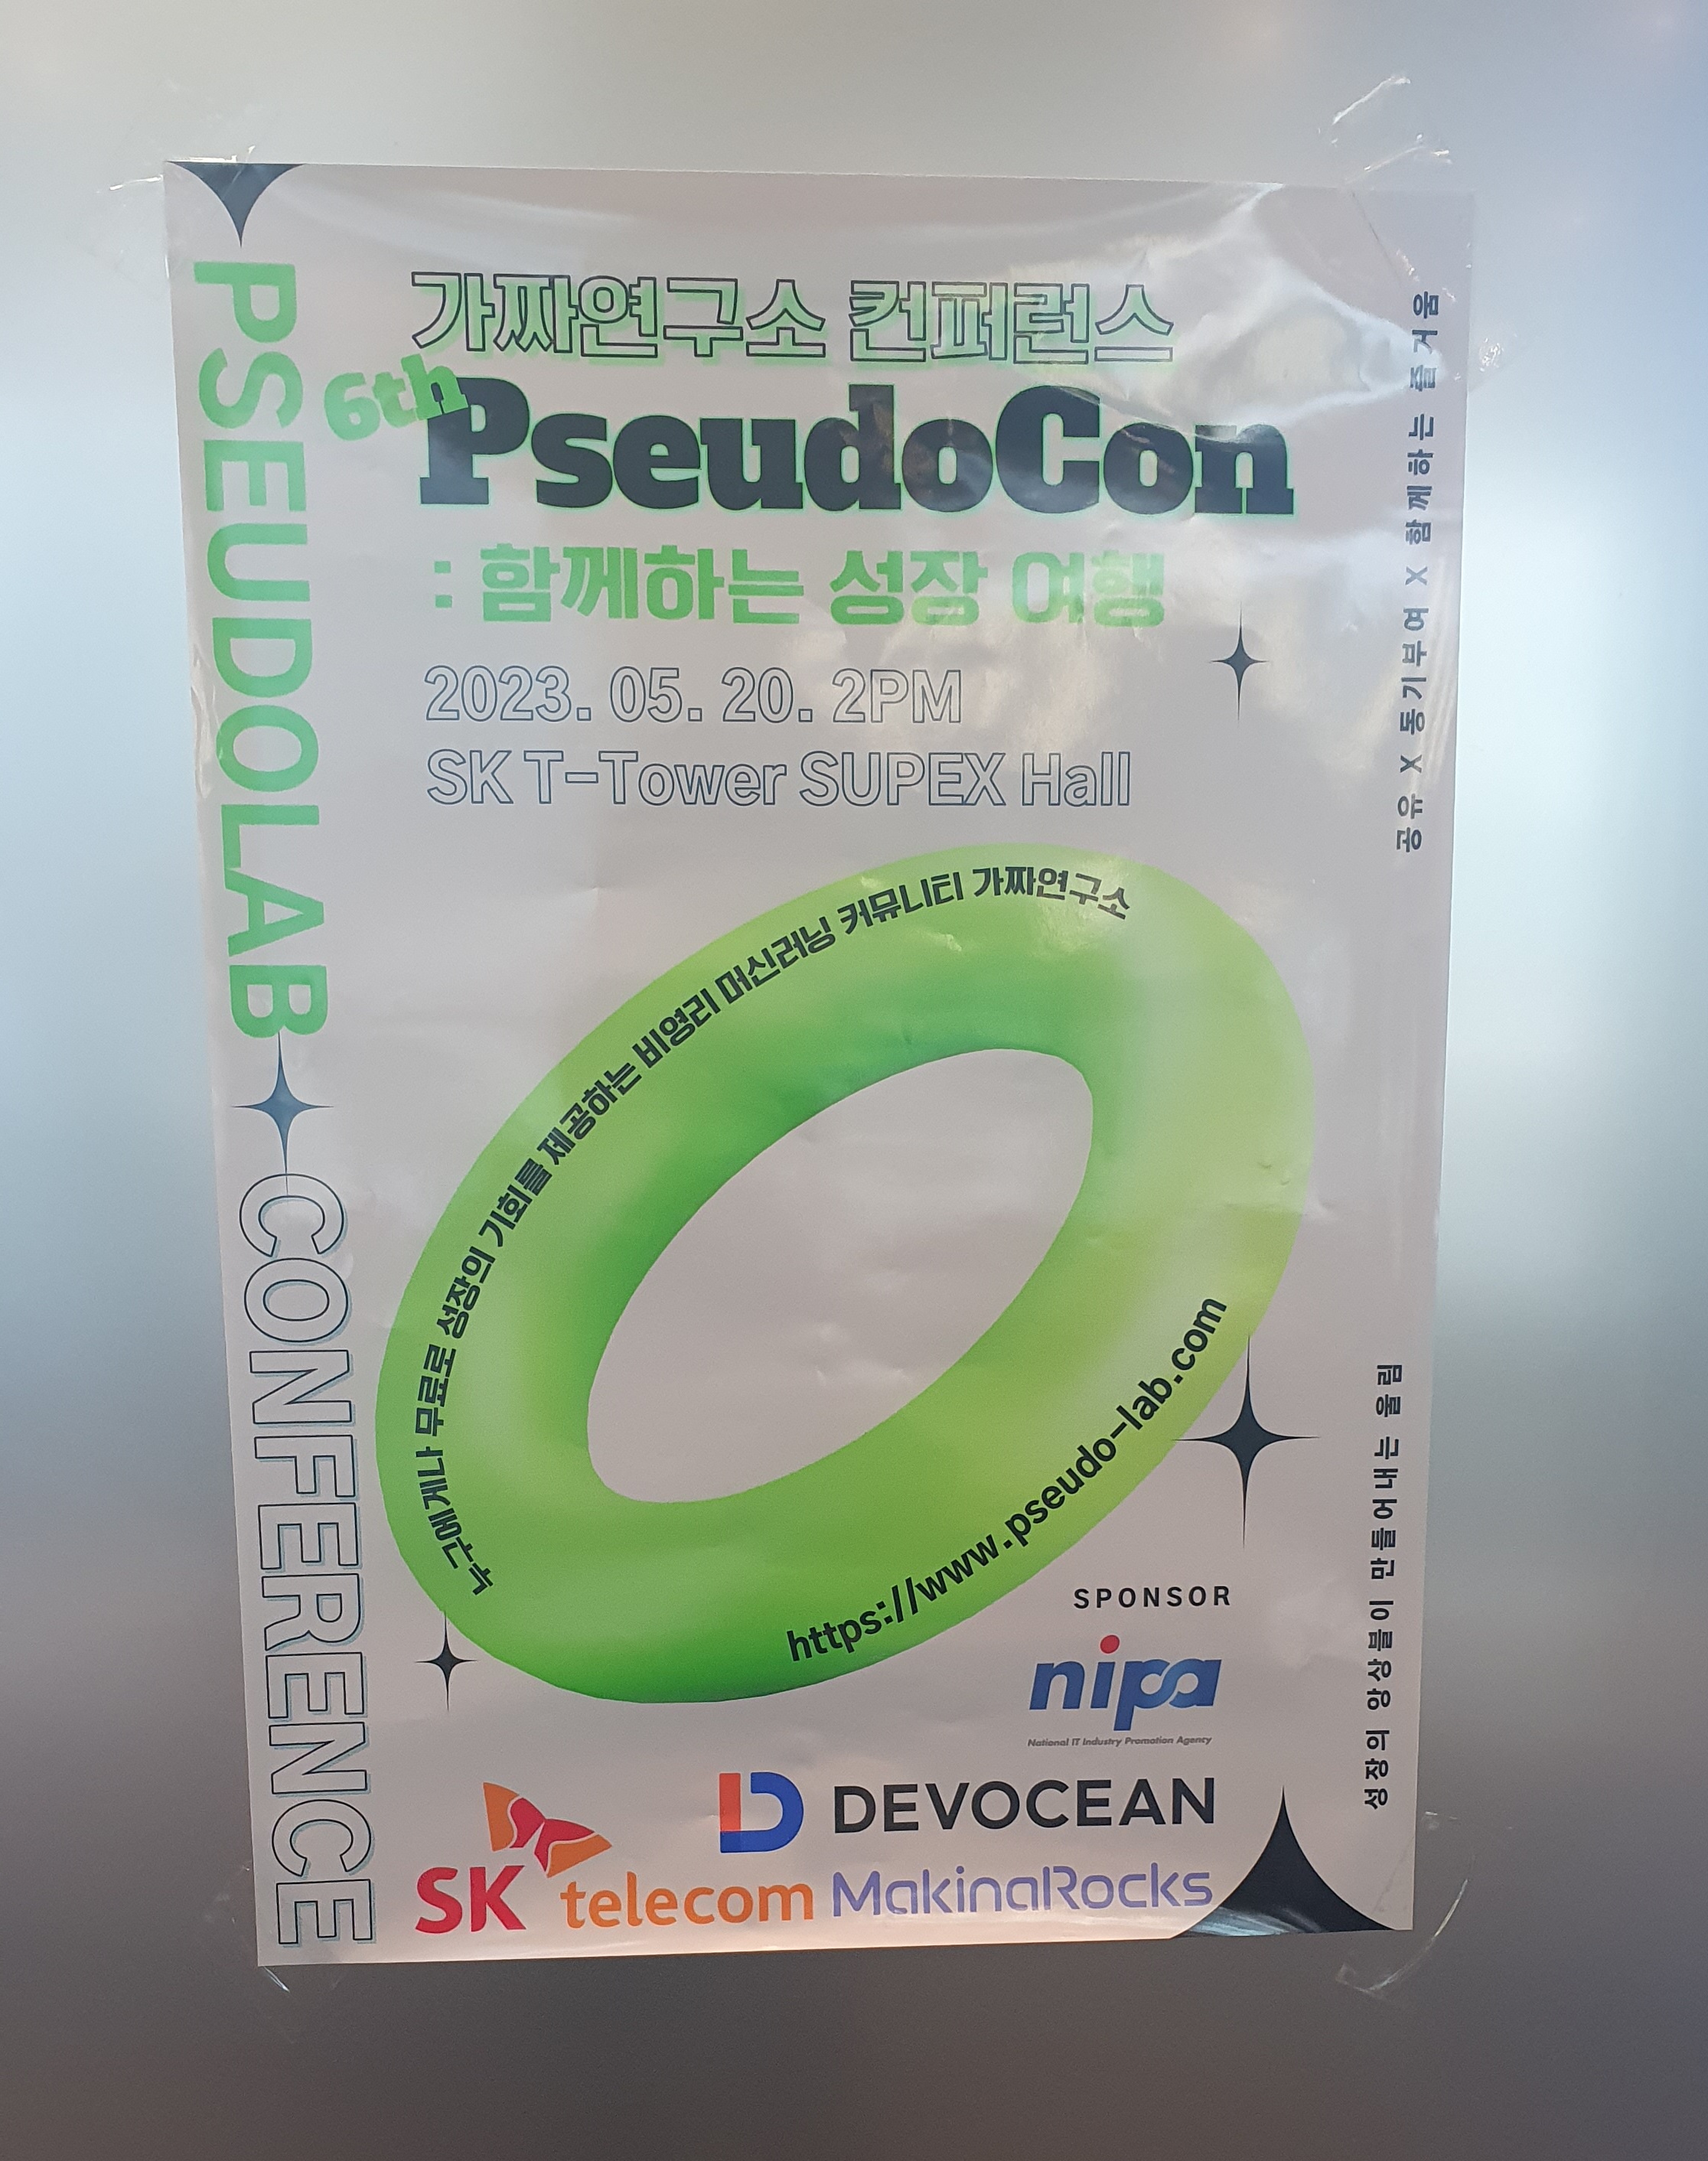 PSEUDOLAB CONFERENCE
가짜연구소 컨퍼런스
6th
PseudoCon
: 함께하는 성장 여행
2023. 05. 20. 2PM
SK T-Tower SUPEX Hall
공유 X 동기부여 X 함께하는 즐거움
누구에게나 무료로 성장의 기회를 제공하는 비영리 머신러닝 커뮤니티 가짜연구소
https://www.pseudo-lab.com
성장의 앙상블이 만들어내는 울림
SPONSOR
nipa
National IT Industry Promotion Agency
DEVOCEAN
SK telecom
MakinaRocks